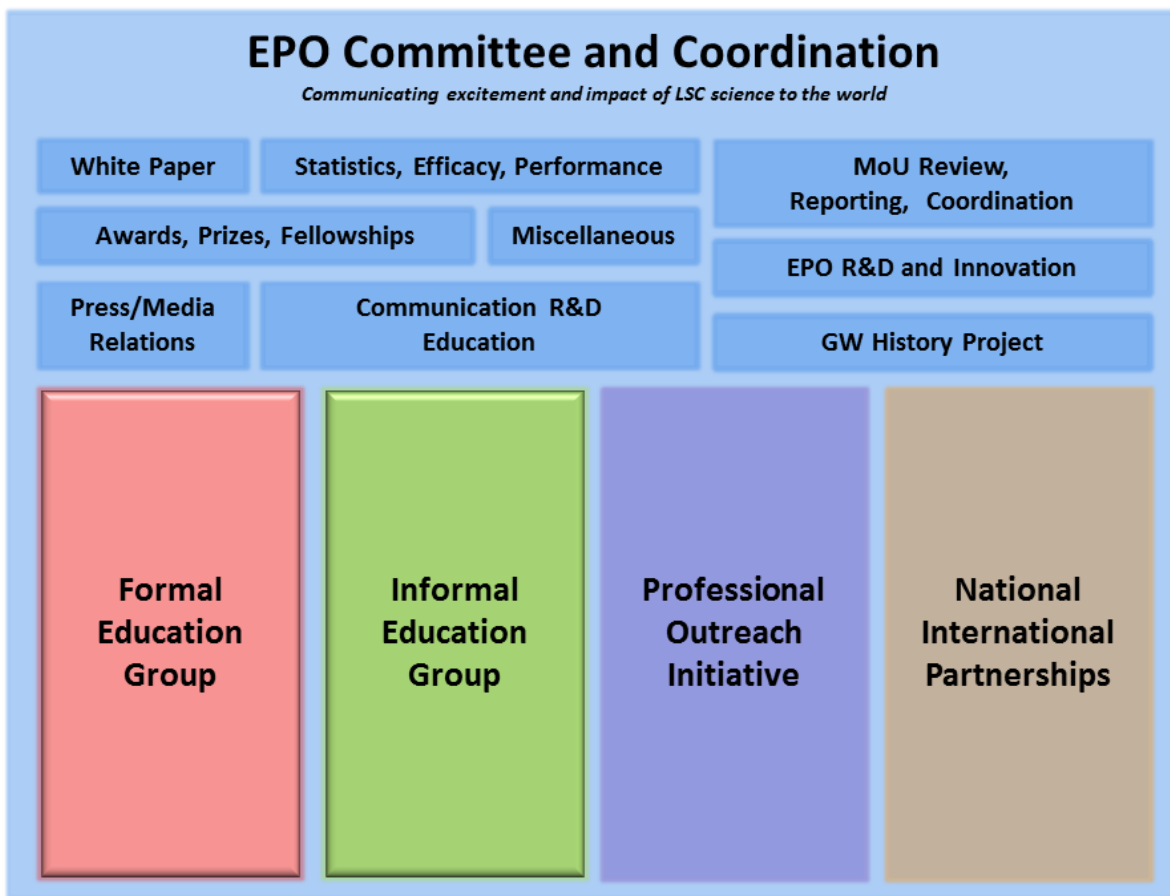 EPO Committee and Coordination
Communicating excitement and impact of LSC science to the world
White Paper
Statistics, Efficacy, Performance
MoU Review,
Reporting, Coordination
Awards, Prizes, Fellowships
Miscellaneous
EPO R&D and Innovation
Press/Media
Relations
Communication R&D
Education
GW History Project
Formal
Education
Group
Informal
Education
Group
Professional
Outreach
Initiative
National
International
Partnerships